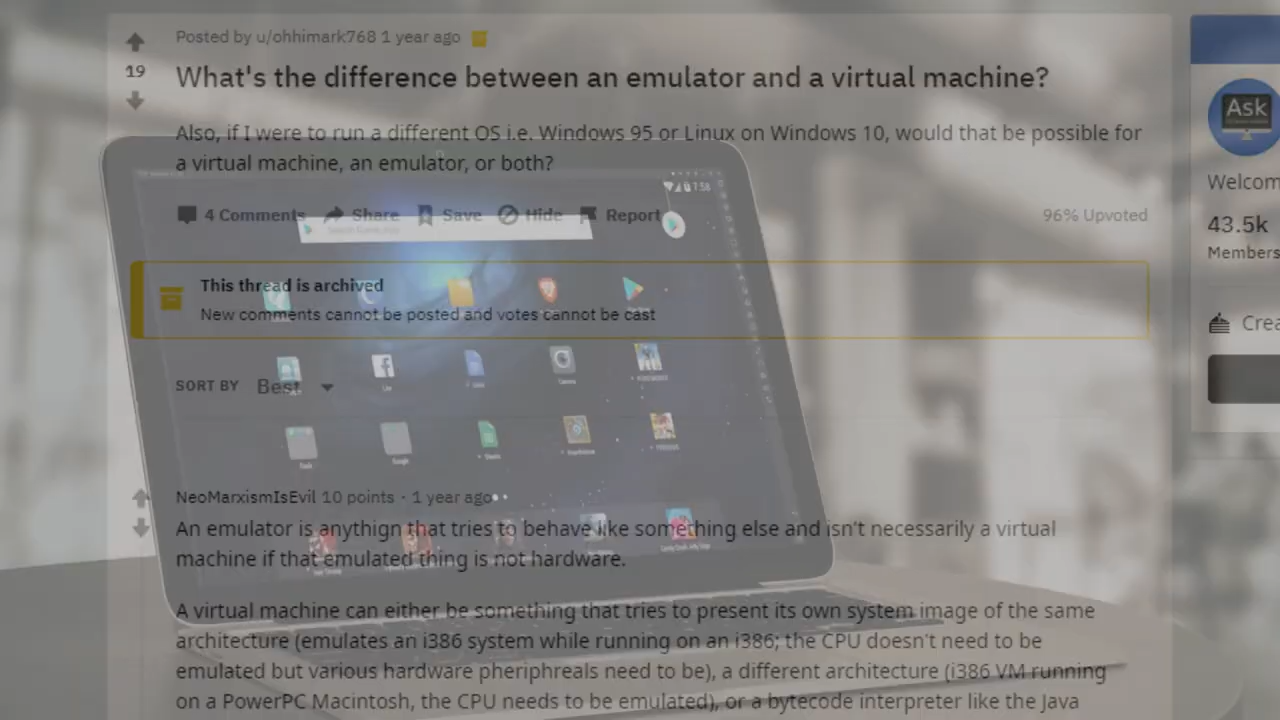 Posted by u/ohhimark768 1 year ago
19
What's the difference between an emulator and a virtual machine?
Also, if I were to run a different OS i.e. Windows 95 or Linux on Windows 10, would that be possible for
a virtual machine, an emulator, or both?
4 Comments Share Save Hide Report 96% Upvoted
This thread is archived
New comments cannot be posted and votes cannot be cast
SORT BY Best
NeoMarxismIsEvil 10 points · 1 year ago
An emulator is anythign that tries to behave like something else and isn't necessarily a virtual
machine if that emulated thing is not hardware.
A virtual machine can either be something that tries to present its own system image of the same
architecture (emulates an i386 system while running on an i386; the CPU doesn't need to be
emulated but various hardware pheriphreals need to be), a different architecture (i386 VM running
on a PowerPC Macintosh, the CPU needs to be emulated), or a bytecode interpreter like the Java
Ask
Welcom
43.5k
Members
Crea
7:58